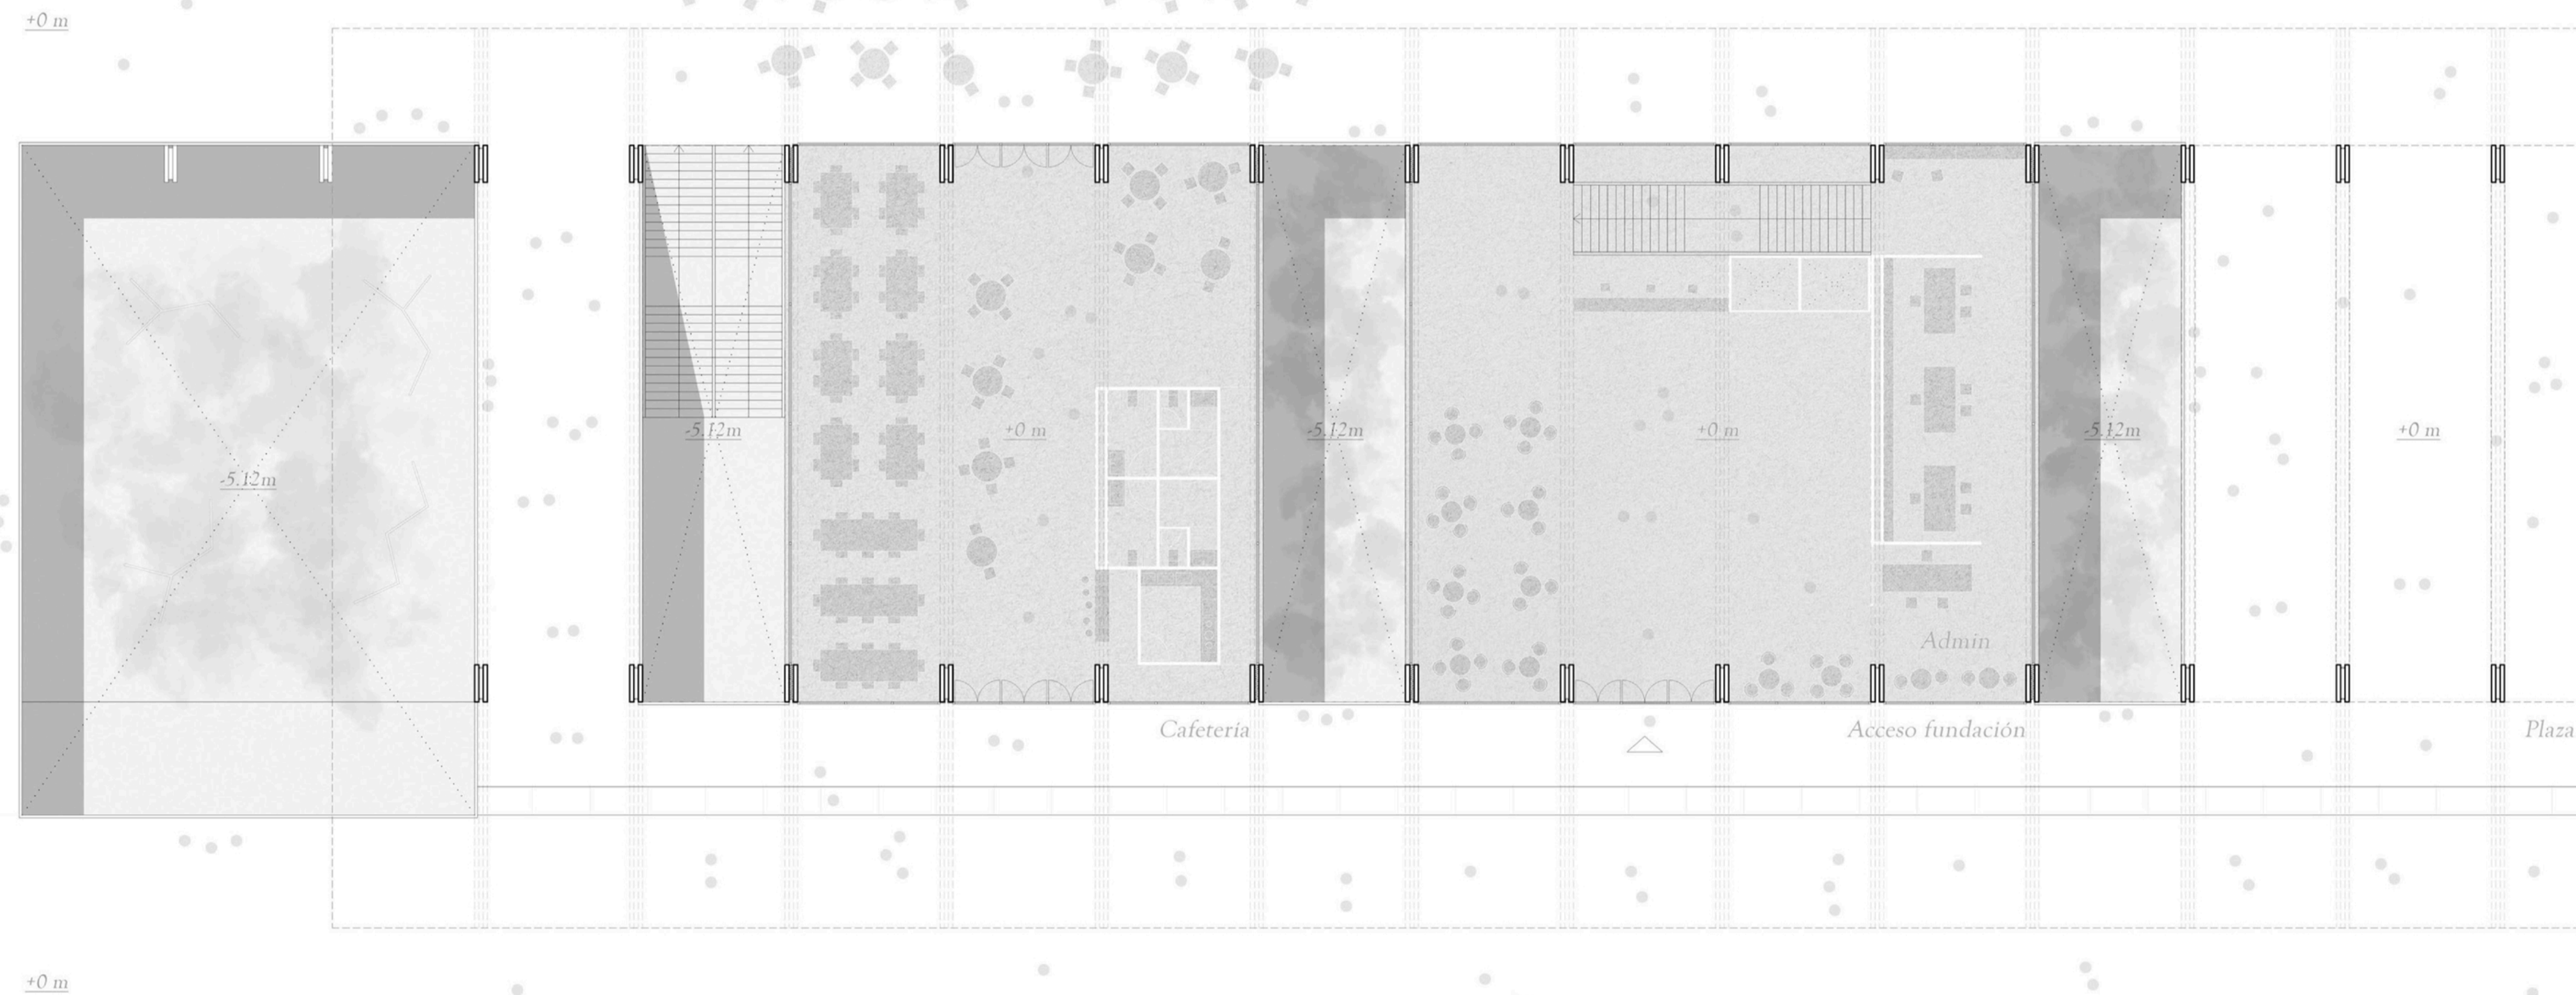 +0 m
-5.12m
-5.12m
+0 m
-5.12m
+0 m
-5.12m
+0 m
Admin
Cafetería
Acceso fundación
Plaza
+0 m